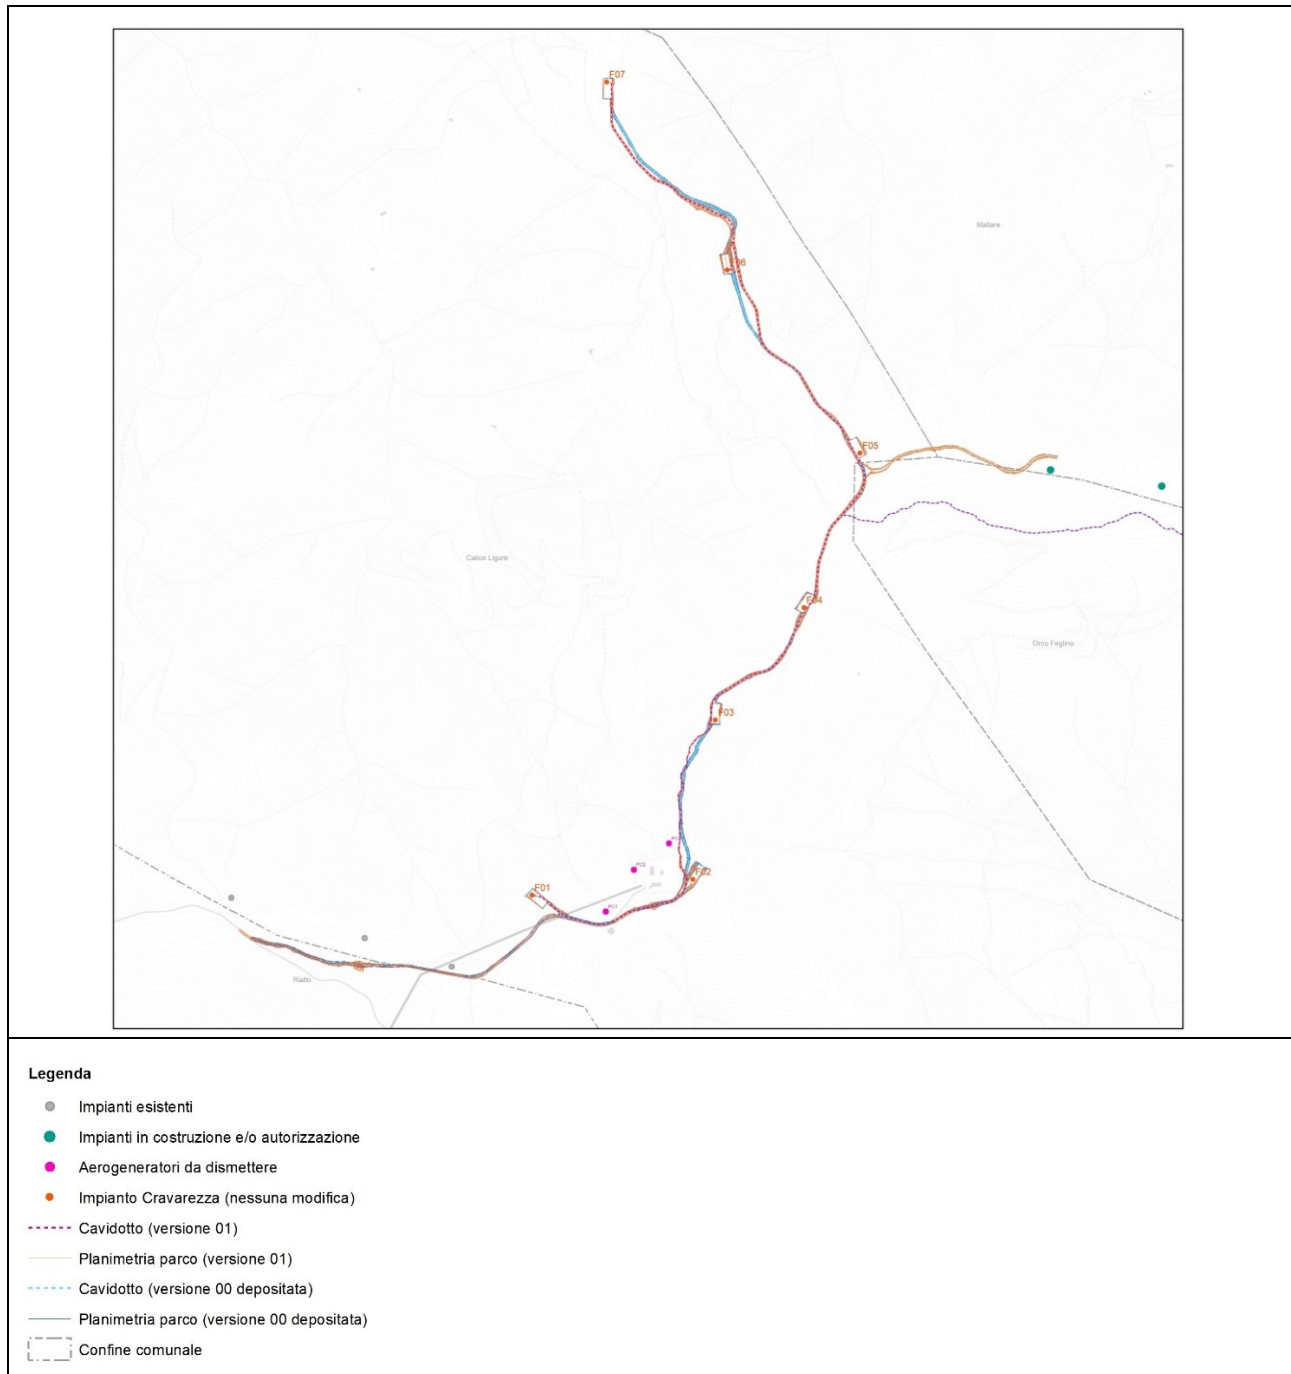 F07
Mallare
F05
Calice Ligure
F04
Orco Feglino
F03
PC2
F02
F01
PC1
Rialto
Legenda
Impianti esistenti
Impianti in costruzione e/o autorizzazione
Aerogeneratori da dismettere
Impianto Cravarezza (nessuna modifica)
Cavidotto (versione 01)
Planimetria parco (versione 01)
Cavidotto (versione 00 depositata)
Planimetria parco (versione 00 depositata)
Confine comunale